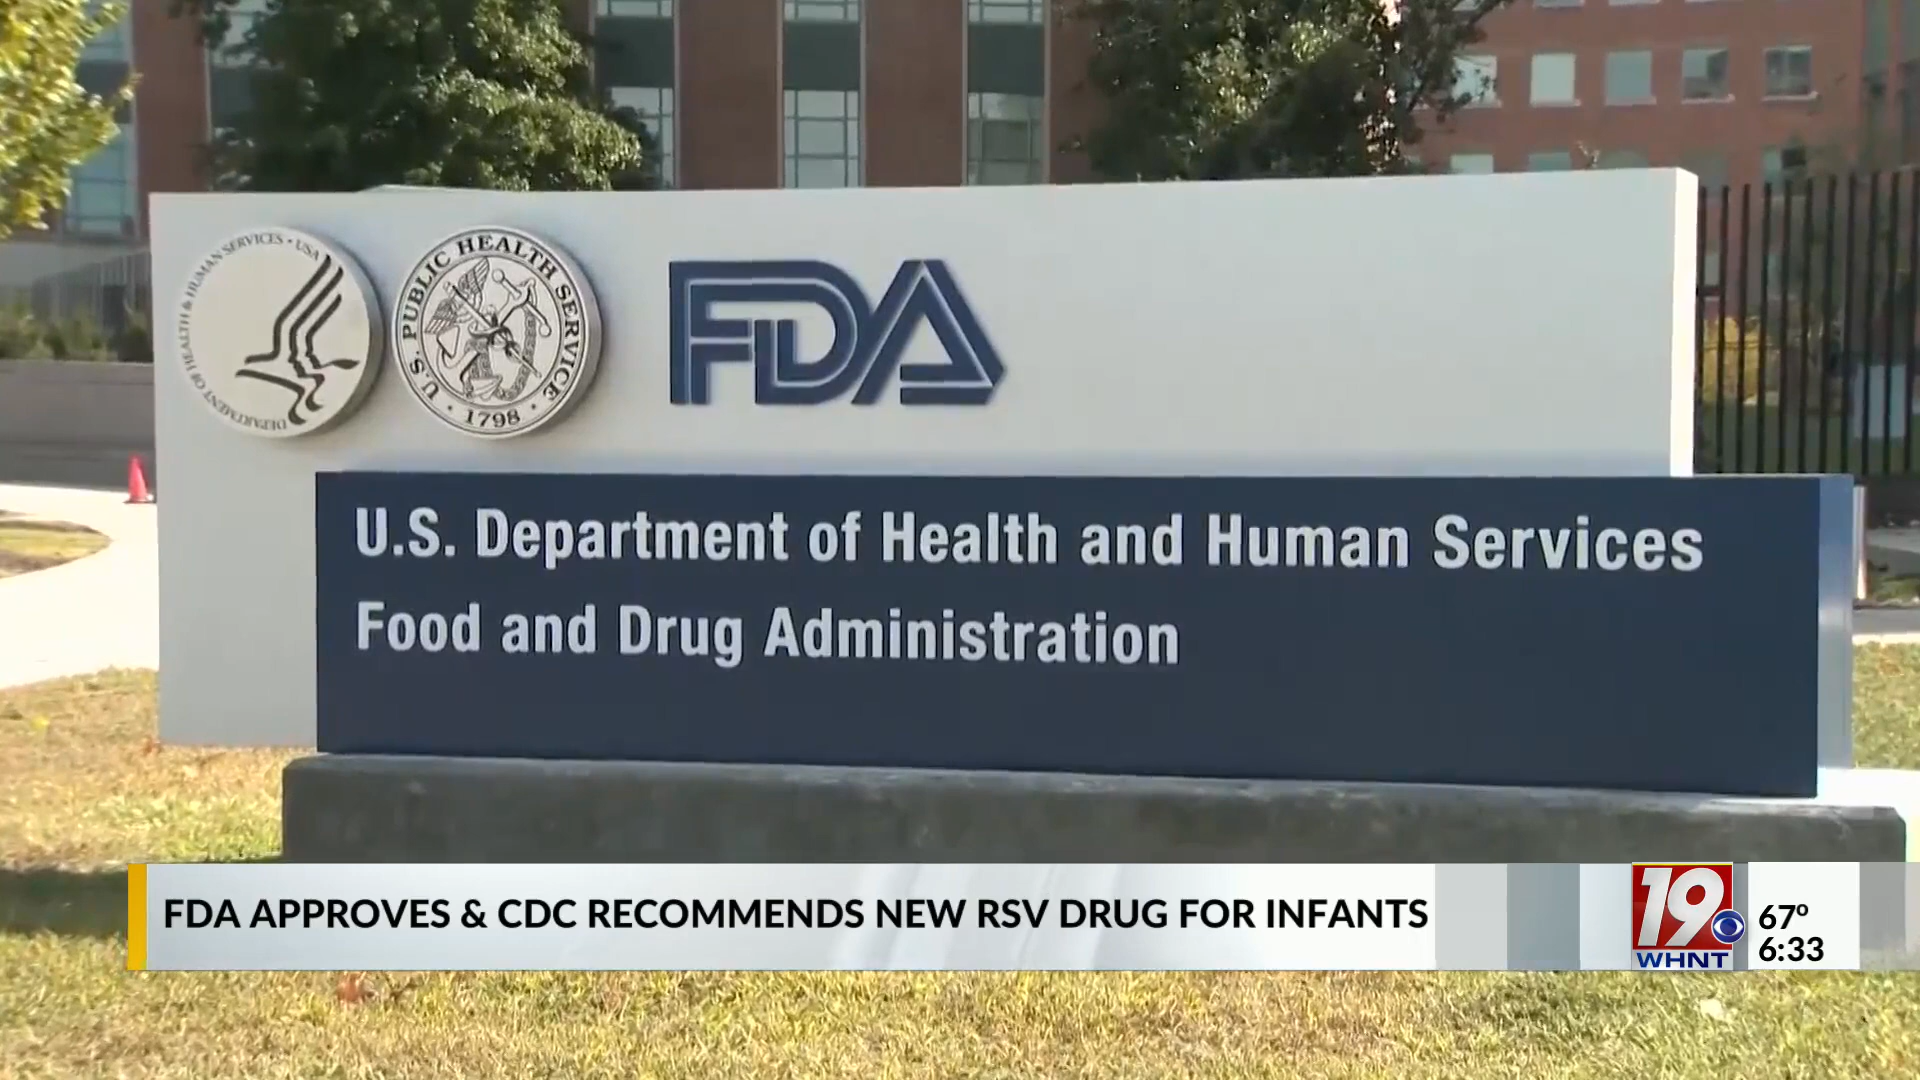 DEPARTMENT OF HEALTH & HUMAN SERVICES • USA
U.S. PUBLIC HEALTH SERVICE
• 1798 •
FDA
U.S. Department of Health and Human Services
Food and Drug Administration
FDA APPROVES & CDC RECOMMENDS NEW RSV DRUG FOR INFANTS
19
WHNT
67º
6:33